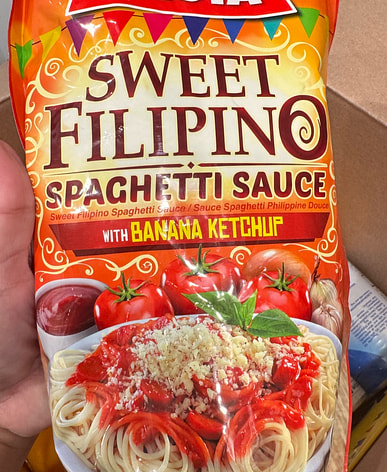 SWEET
FILIPINO
SPAGHETTI SAUCE
Sweet Filipino Spaghetti Sauce / Sauce Spaghetti Philippine Douce
WITH BANANA KETCHUP